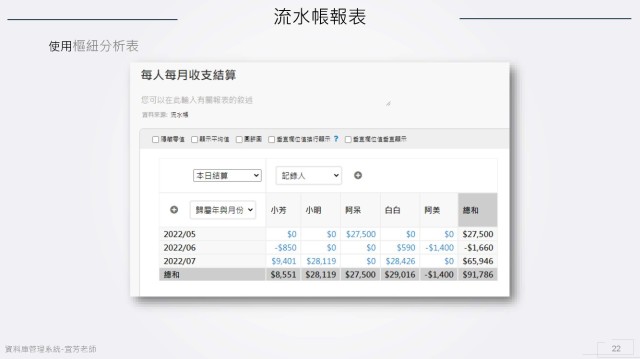 流水帳報表
使用樞紐分析表
每人每月收支結算
您可以在此輸入有關報表的敘述
資料來源: 流水帳
隱藏零值 顯示平均值 圓餅圖 垂直欄位值進行顯示 ? 垂直欄位值垂直顯示
本日結算 記錄人
歸屬年與月份 小芳 小明 阿呆 白白 阿美 總和
2022/05 $0 $0 $27,500 $0 $0 $27,500
2022/06 -$850 $0 $0 $590 -$1,400 -$1,660
2022/07 $9,401 $28,119 $0 $28,426 $0 $65,946
總和 $8,551 $28,119 $27,500 $29,016 -$1,400 $91,786
資料庫管理系統-宜芳老師
22